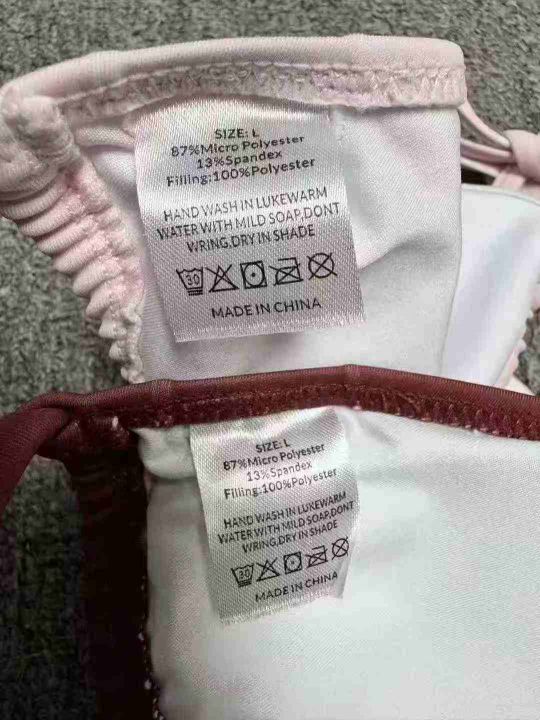 SIZE: L
87%Micro Polyester
13%Spandex
Filling:100%Polyester
HAND WASH IN LUKEWARM
WATER WITH MILD SOAP,DONT
WRING,DRY IN SHADE
30
MADE IN CHINA
SIZE: L
87%Micro Polyester
13%Spandex
Filling:100%Polyester
HAND WASH IN LUKEWARM
WATER WITH MILD SOAP,DONT
WRING,DRY IN SHADE
30
MADE IN CHINA